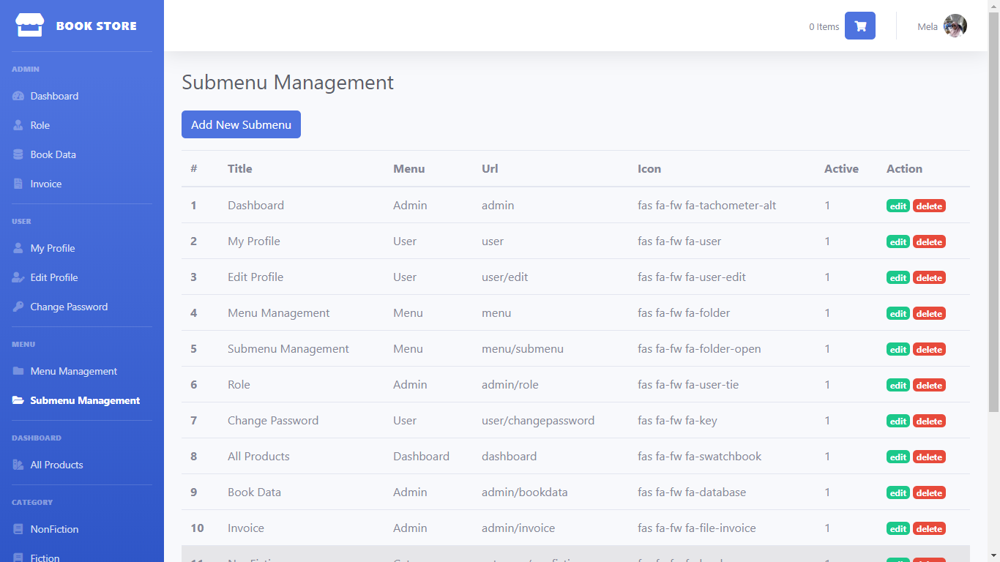 BOOK STORE
0 Items
Mela
ADMIN
Dashboard
Role
Book Data
Invoice
USER
My Profile
Edit Profile
Change Password
MENU
Menu Management
Submenu Management
DASHBOARD
All Products
CATEGORY
NonFiction
Fiction
Submenu Management
Add New Submenu
# Title Menu Url Icon Active Action
1 Dashboard Admin admin fas fa-fw fa-tachometer-alt 1 edit delete
2 My Profile User user fas fa-fw fa-user 1 edit delete
3 Edit Profile User user/edit fas fa-fw fa-user-edit 1 edit delete
4 Menu Management Menu menu fas fa-fw fa-folder 1 edit delete
5 Submenu Management Menu menu/submenu fas fa-fw fa-folder-open 1 edit delete
6 Role Admin admin/role fas fa-fw fa-user-tie 1 edit delete
7 Change Password User user/changepassword fas fa-fw fa-key 1 edit delete
8 All Products Dashboard dashboard fas fa-fw fa-swatchbook 1 edit delete
9 Book Data Admin admin/bookdata fas fa-fw fa-database 1 edit delete
10 Invoice Admin admin/invoice fas fa-fw fa-file-invoice 1 edit delete